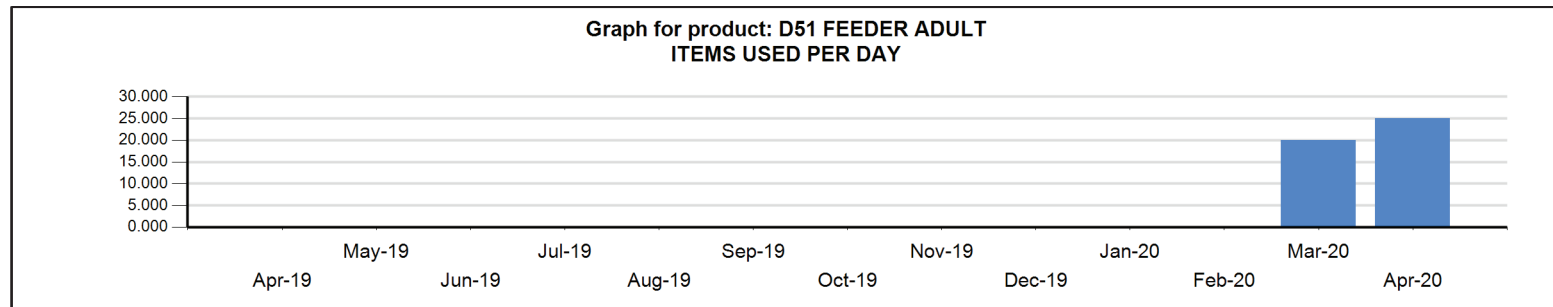 Graph for product: D51 FEEDER ADULT
ITEMS USED PER DAY
30.000
25.000
20.000
15.000
10.000
5.000
0.000
May-19 Jul-19 Sep-19 Nov-19 Jan-20 Mar-20
Apr-19 Jun-19 Aug-19 Oct-19 Dec-19 Feb-20 Apr-20